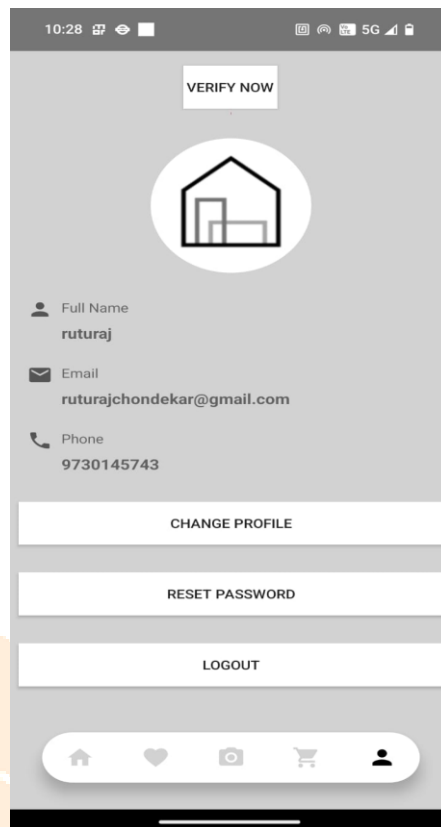 10:28 5G
VERIFY NOW
Full Name
ruturaj
Email
ruturajchondekar@gmail.com
Phone
9730145743
CHANGE PROFILE
RESET PASSWORD
LOGOUT